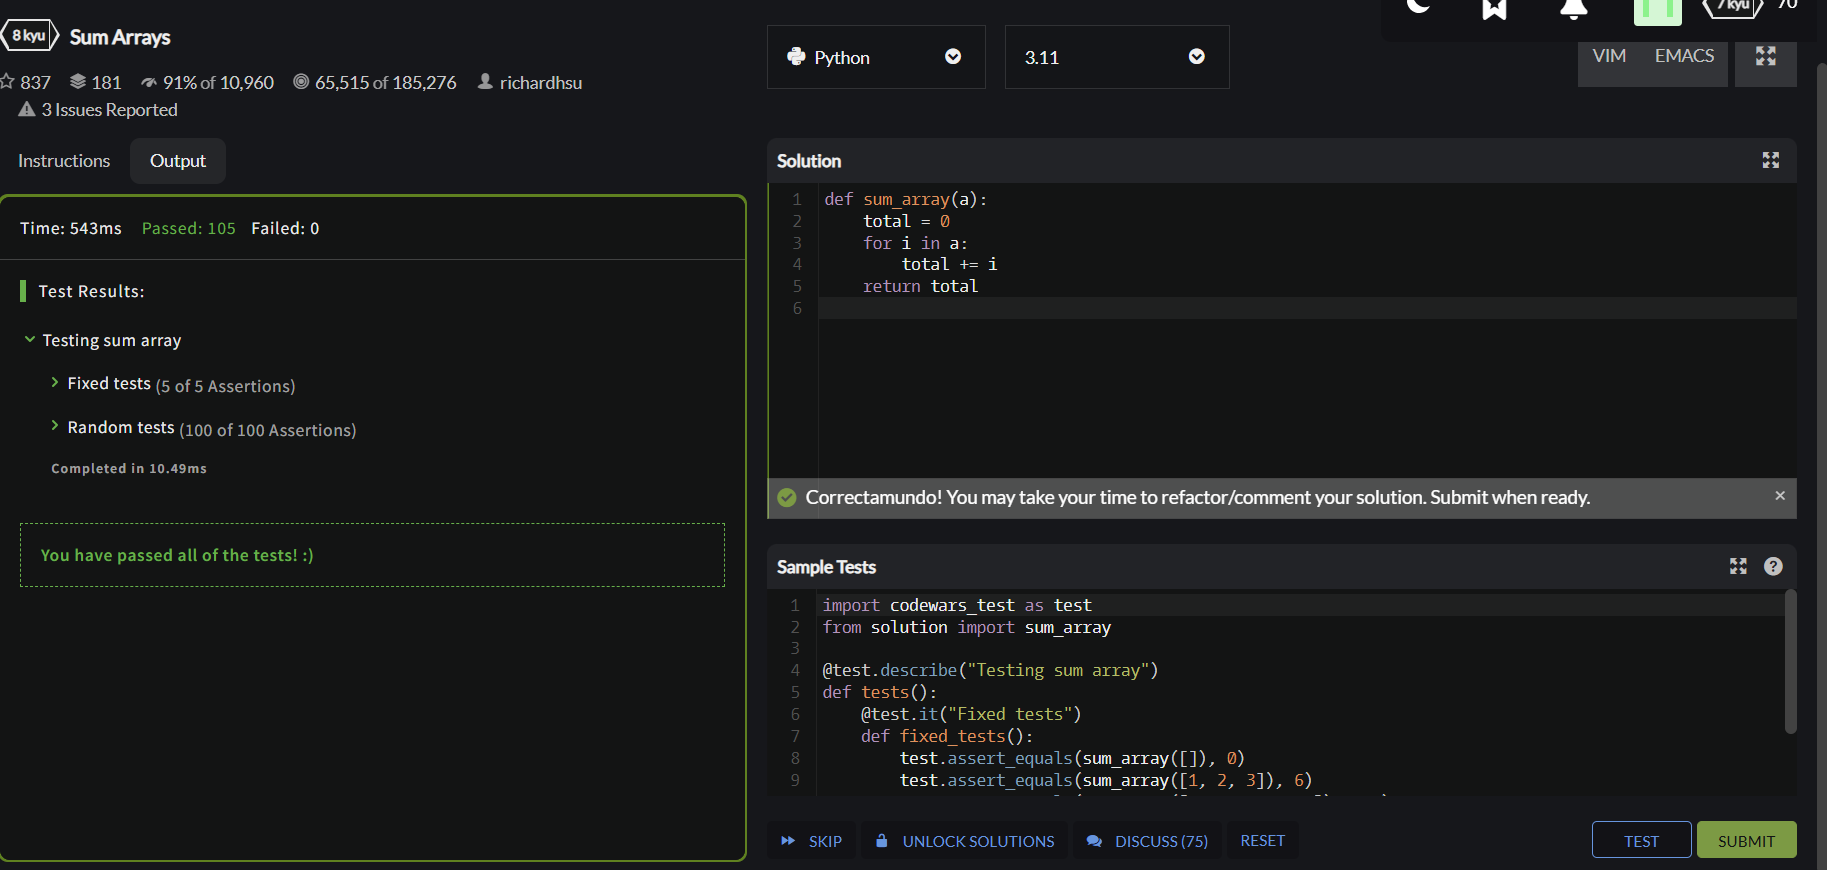 8 kyu Sum Arrays
837 181 91% of 10,960 65,515 of 185,276 richardhsu
3 Issues Reported
Instructions Output
Time: 543ms Passed: 105 Failed: 0
Test Results:
Testing sum array
Fixed tests (5 of 5 Assertions)
Random tests (100 of 100 Assertions)
Completed in 10.49ms
You have passed all of the tests! :)
7 kyu 70
Python 3.11 VIM EMACS
Solution
1 def sum_array(a):
2     total = 0
3     for i in a:
4         total += i
5     return total
6
Correctamundo! You may take your time to refactor/comment your solution. Submit when ready. ×
Sample Tests ?
1 import codewars_test as test
2 from solution import sum_array
3
4 @test.describe("Testing sum array")
5 def tests():
6     @test.it("Fixed tests")
7     def fixed_tests():
8         test.assert_equals(sum_array([]), 0)
9         test.assert_equals(sum_array([1, 2, 3]), 6)
SKIP UNLOCK SOLUTIONS DISCUSS (75) RESET TEST SUBMIT